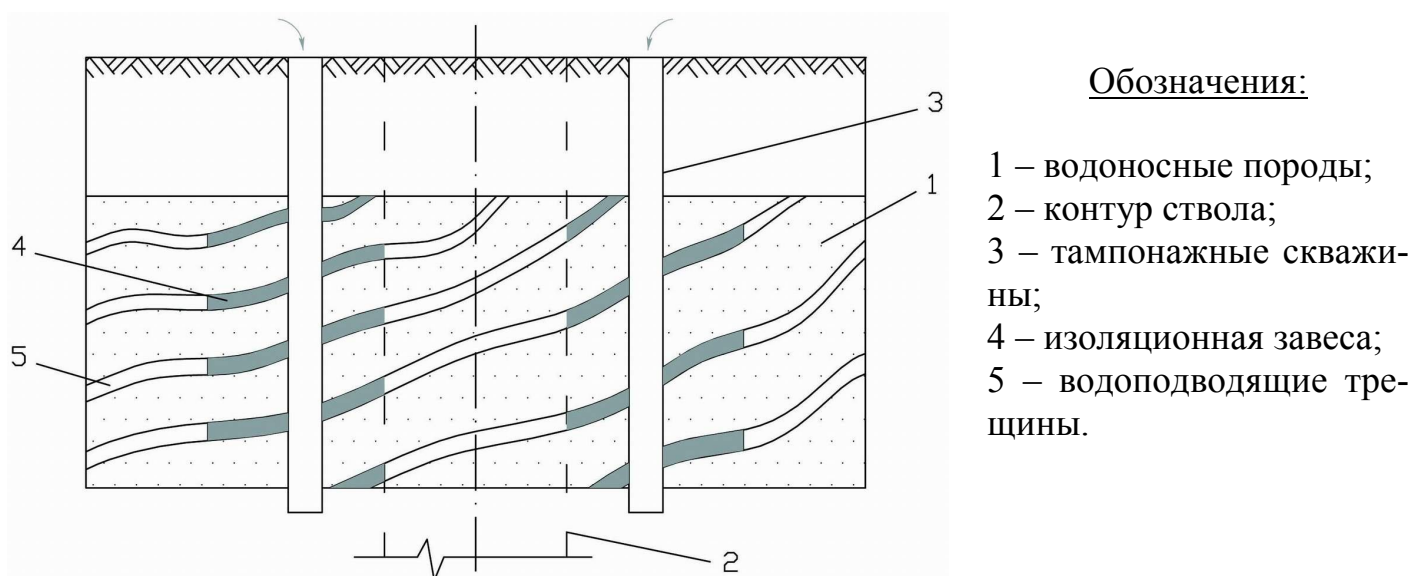 3
1
4
5
2
Обозначения:
1 – водоносные породы;
2 – контур ствола;
3 – тампонажные скважи-
ны;
4 – изоляционная завеса;
5 – водоподводящие тре-
щины.